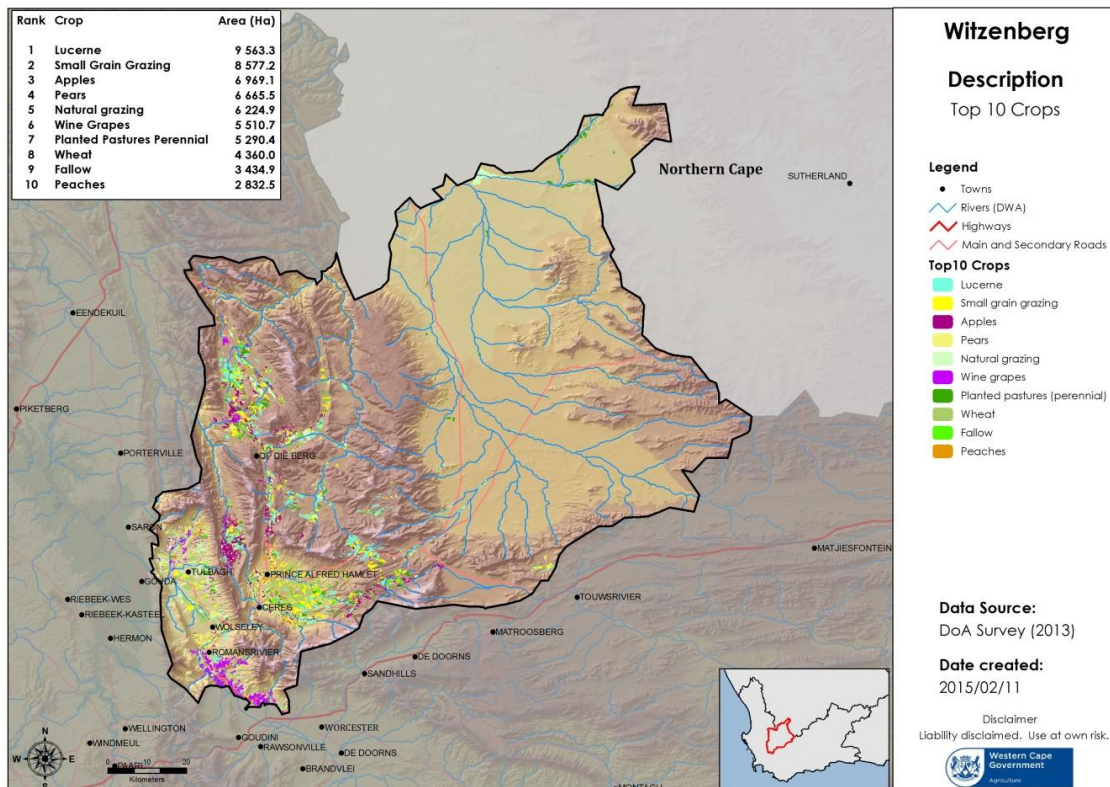 Rank Crop Area (Ha)
1 Lucerne 9 563.3
2 Small Grain Grazing 8 577.2
3 Apples 6 969.1
4 Pears 6 665.5
5 Natural grazing 6 224.9
6 Wine Grapes 5 510.7
7 Planted Pastures Perennial 5 290.4
8 Wheat 4 360.0
9 Fallow 3 434.9
10 Peaches 2 832.5
Northern Cape
SUTHERLAND
EENDEKUIL
PIKETBERG
PORTERVILLE
OP DIE BERG
SARON
MATJIESFONTEIN
TULBAGH
PRINCE ALFRED HAMLET
GOUDA
RIEBEEK-WES
TOUWSRIVIER
CERES
RIEBEEK-KASTEEL
WOLSELEY
MATROOSBERG
HERMON
ROMANSRIVIER
DE DOORNS
SANDHILLS
WELLINGTON
WORCESTER
WINDMEUL
GOUDINI
RAWSONVILLE
DE DOORNS
PAARL
BRANDVLEI
MONTAGU
N
W E
S
10 0 20
Kilometers
Witzenberg
Description
Top 10 Crops
Legend
Towns
Rivers (DWA)
Highways
Main and Secondary Roads
Top10 Crops
Lucerne
Small grain grazing
Apples
Pears
Natural grazing
Wine grapes
Planted pastures (perennial)
Wheat
Fallow
Peaches
Data Source:
DoA Survey (2013)
Date created:
2015/02/11
Disclaimer
Liability disclaimed. Use at own risk.
Western Cape
Government
Agriculture